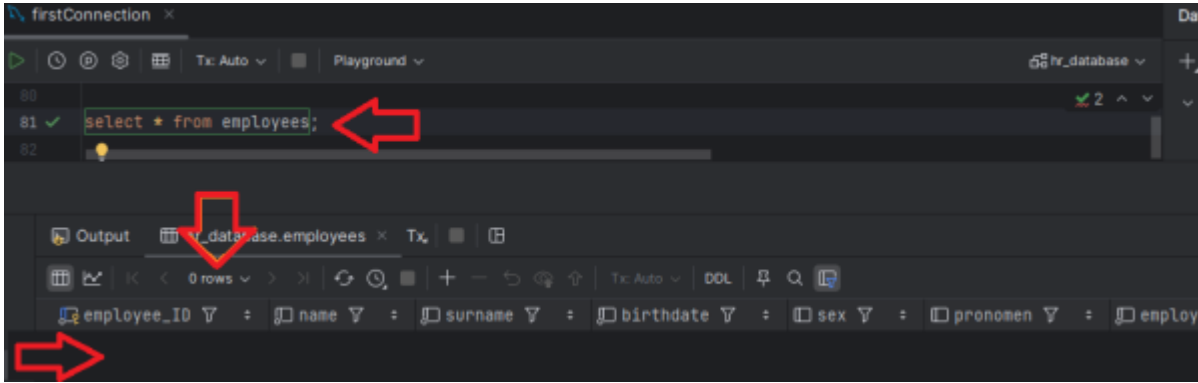 firstConnection ×
Da
Tx: Auto
Playground
hr_database
80
2
81 select * from employees;
82
Output
employees × Tx
0 rows
Tx: Auto
DDL
employee_ID
name
surname
birthdate
sex
pronomen
employ